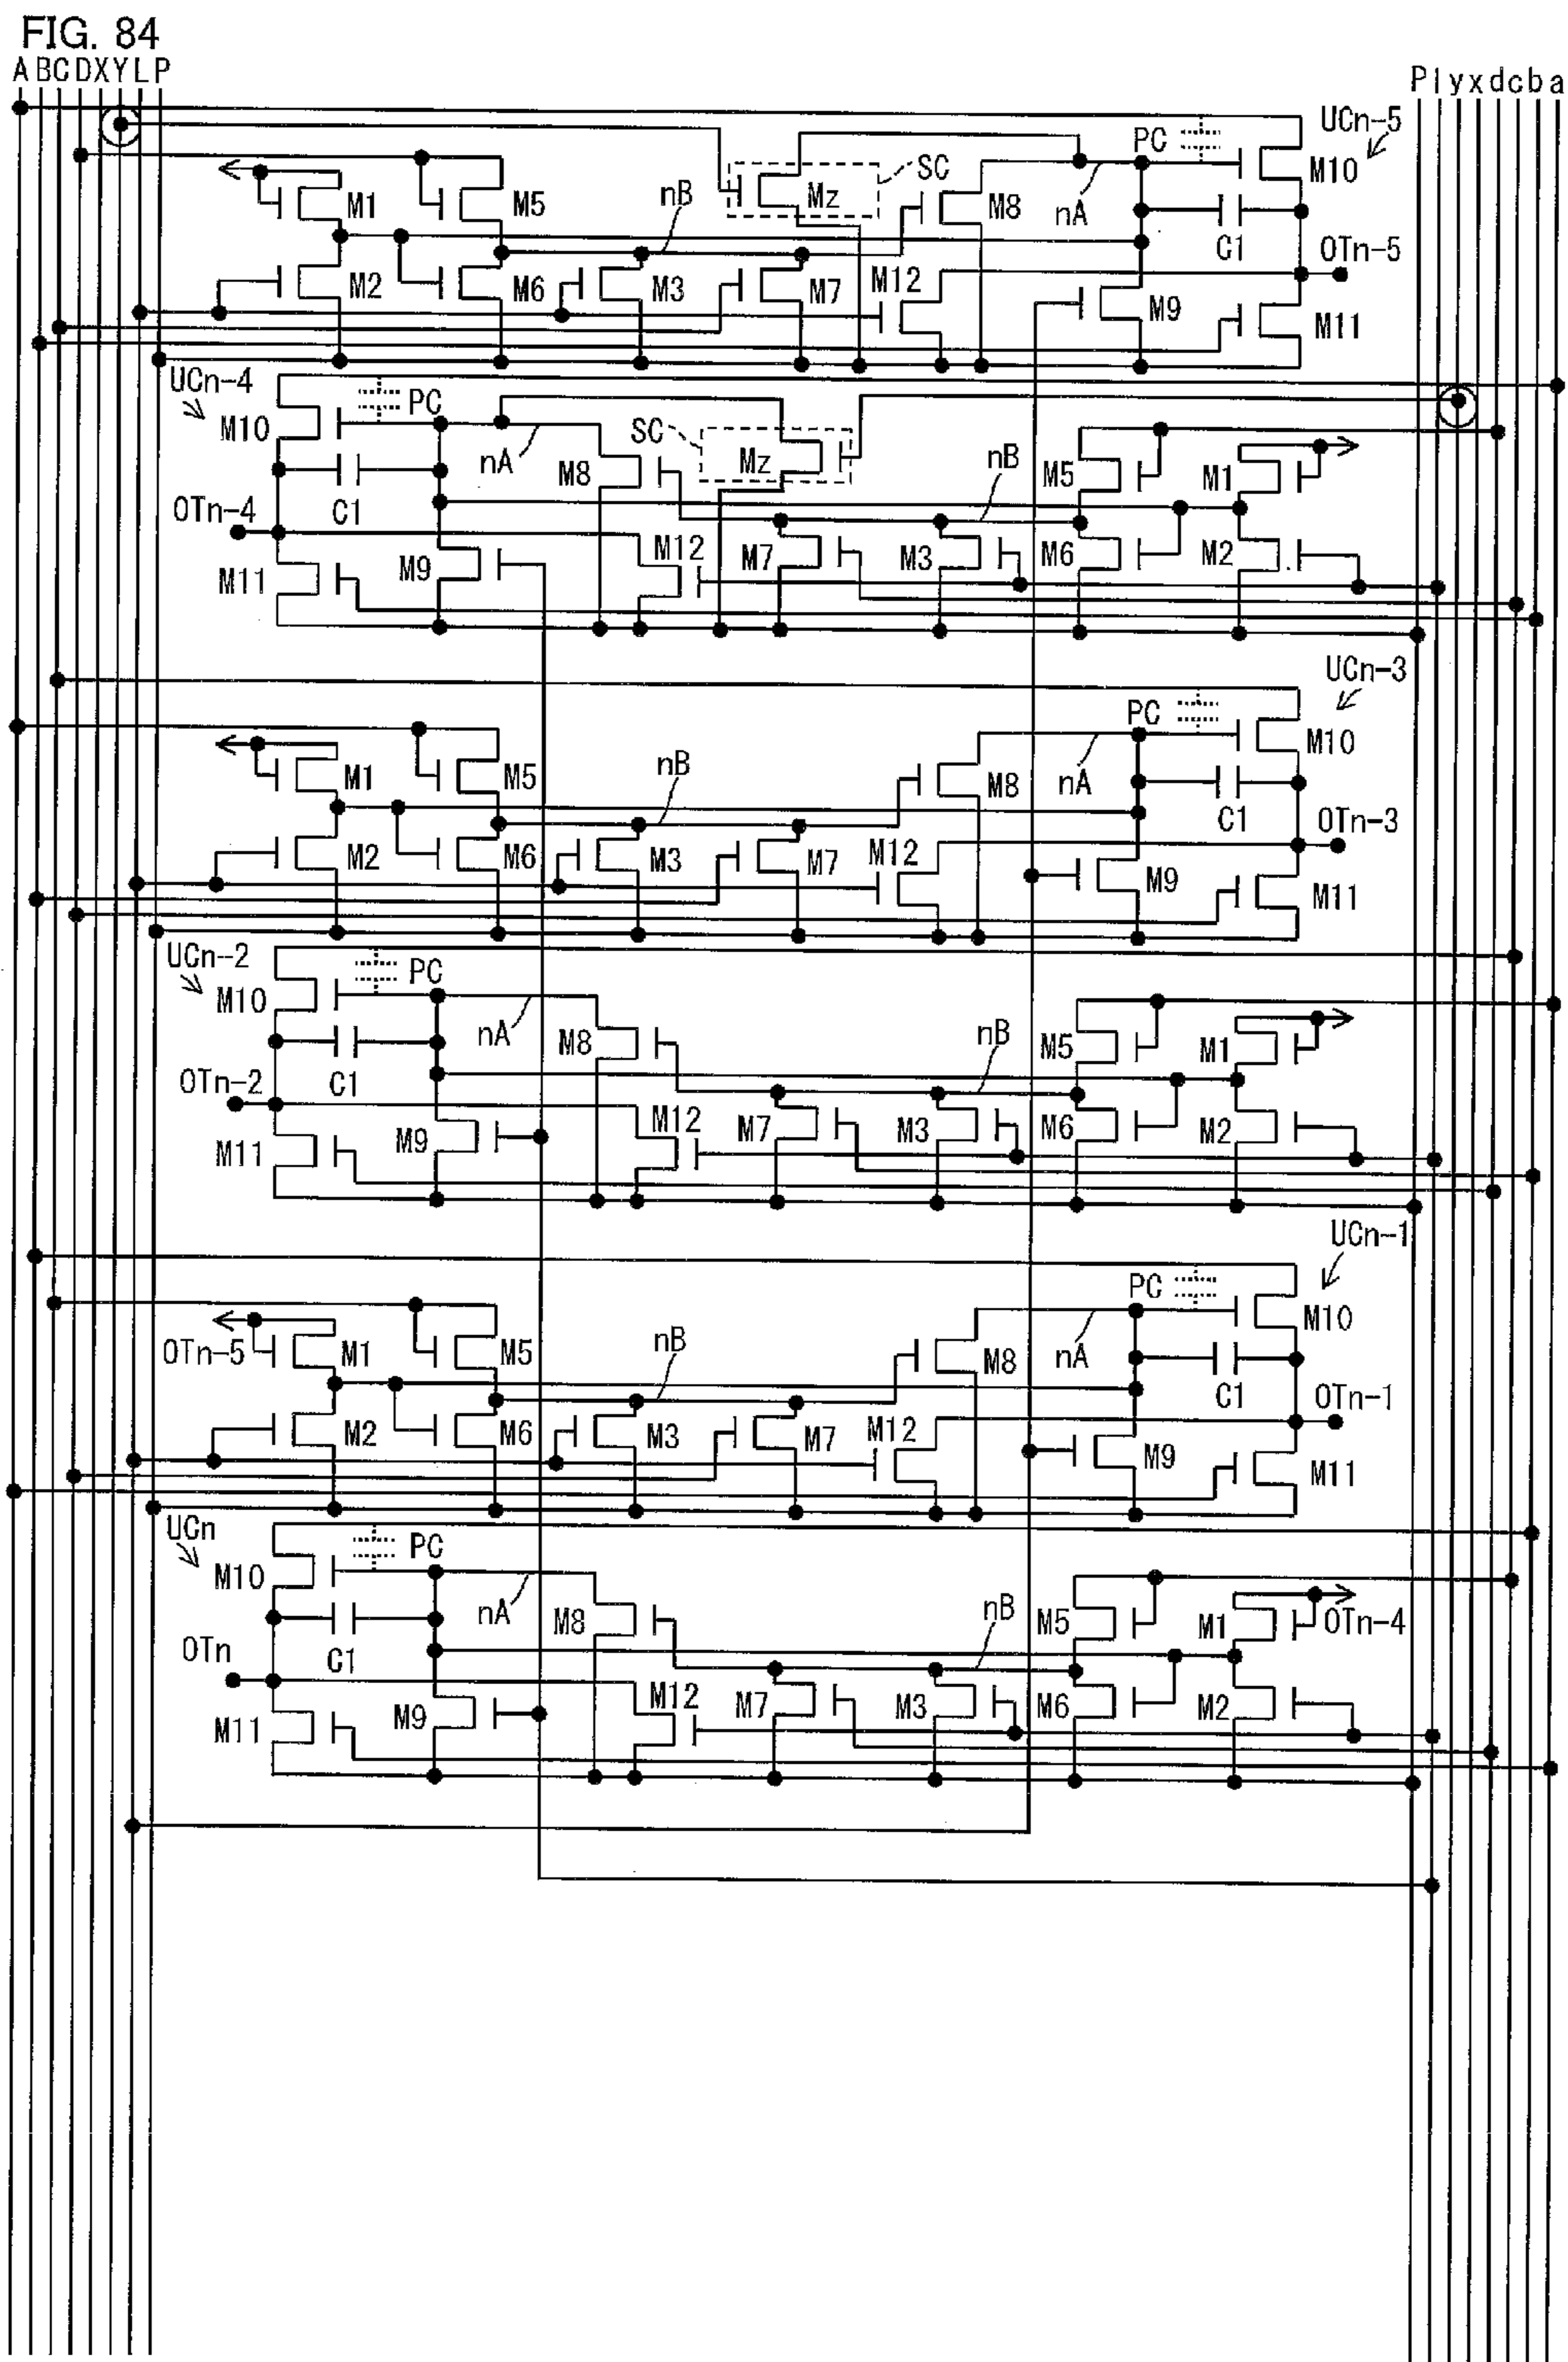 FIG. 84
A B C D X Y L P
P l y x d c b a
UCn-5
PC
M10
SC
Mz
M8
nA
nB
M1
M5
C1
OTn-5
M2
M6
M3
M7
M12
M9
M11
UCn-4
M10
PC
SC
Mz
nA
M8
nB
M5
M1
OTn-4
C1
M11
M9
M12
M7
M3
M6
M2
UCn-3
PC
M10
M1
M5
nB
M8
nA
C1
OTn-3
M2
M6
M3
M7
M12
M9
M11
UCn-2
M10
PC
nA
M8
nB
M5
M1
OTn-2
C1
M11
M9
M12
M7
M3
M6
M2
UCn-1
PC
M10
OTn-5
M1
M5
nB
M8
nA
C1
OTn-1
M2
M6
M3
M7
M12
M9
M11
UCn
M10
PC
nA
M8
nB
M5
M1
OTn-4
OTn
C1
M11
M9
M12
M7
M3
M6
M2